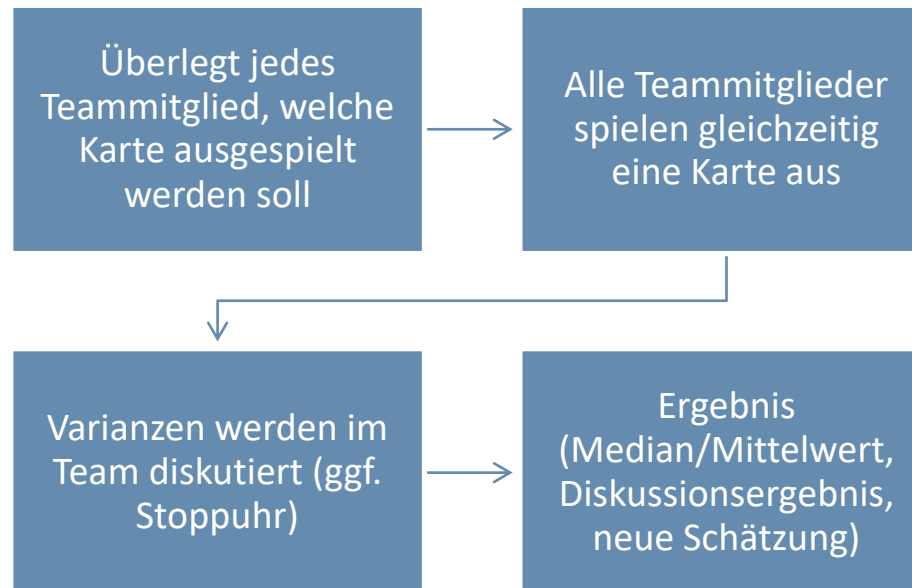 Überlegt jedes
Teammitglied, welche
Karte ausgespielt
werden soll
Alle Teammitglieder
spielen gleichzeitig
eine Karte aus
Varianzen werden im
Team diskutiert (ggf.
Stoppuhr)
Ergebnis
(Median/Mittelwert,
Diskussionsergebnis,
neue Schätzung)